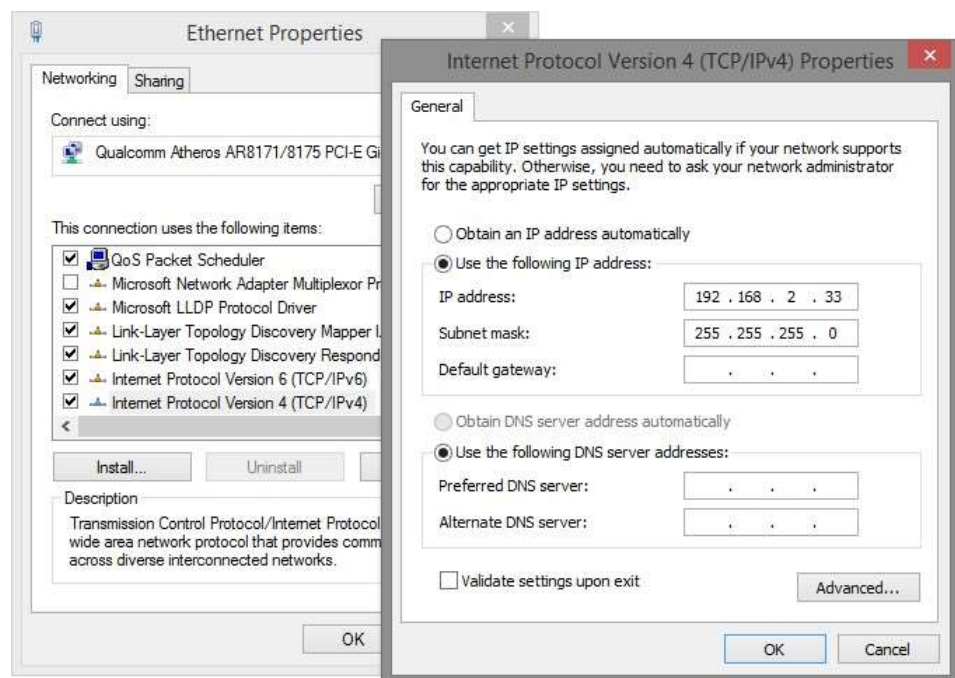 Ethernet Properties
Networking
Sharing
Connect using:
Qualcomm Atheros AR8171/8175 PCI-E
This connection uses the following items:
QoS Packet Scheduler
Microsoft Network Adapter Multiplexor
Microsoft LLDP Protocol Driver
Link-Layer Topology Discovery Mapper
Link-Layer Topology Discovery
Internet Protocol Version 6 (TCP/IPv6)
Internet Protocol Version 4 (TCP/IPv4)
Install...
Uninstall
Description
Transmission Control Protocol/Internet Protocol
wide area network protocol that provides
across diverse interconnected networks.
OK
Internet Protocol Version 4 (TCP/IPv4) Properties
General
You can get IP settings assigned automatically if your network supports
this capability. Otherwise, you need to ask your network administrator
for the appropriate IP settings.
Obtain an IP address automatically
Use the following IP address:
IP address: 192 . 168 . 2 . 33
Subnet mask: 255 . 255 . 255 . 0
Default gateway: . . .
Obtain DNS server address automatically
Use the following DNS server addresses:
Preferred DNS server: . . .
Alternate DNS server: . . .
Validate settings upon exit
Advanced...
OK
Cancel